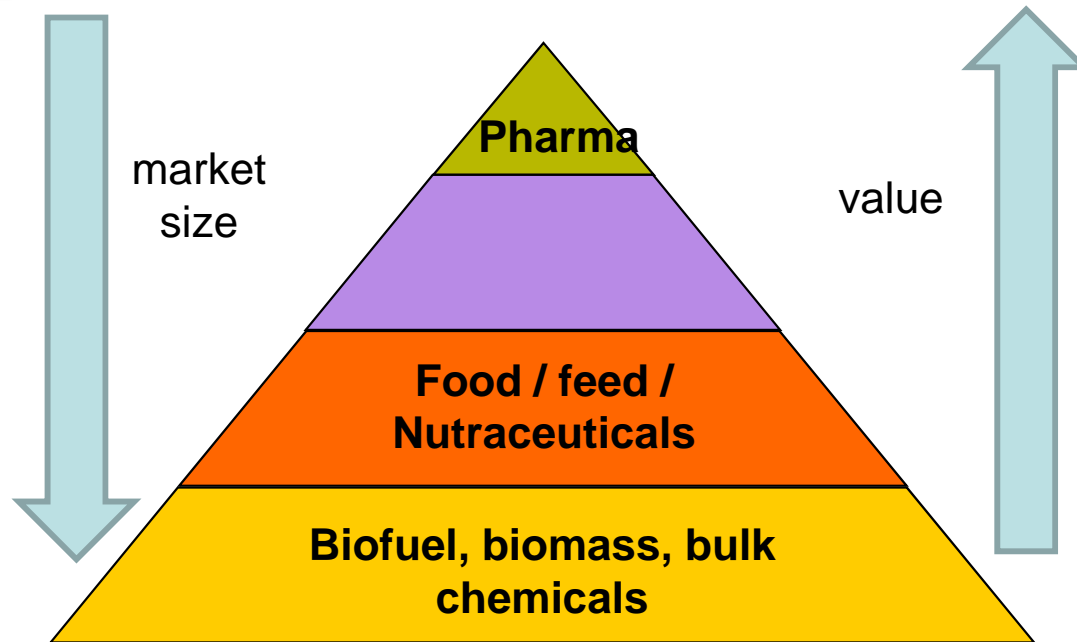 Pharma
market
size
value
Food / feed /
Nutraceuticals
Biofuel, biomass, bulk
chemicals